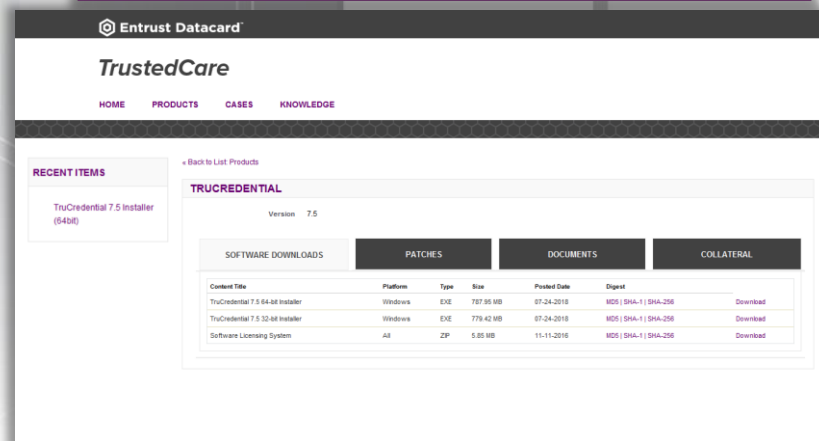 Entrust Datacard
TrustedCare
HOME PRODUCTS CASES KNOWLEDGE
« Back to List: Products
RECENT ITEMS
TruCredential 7.5 Installer
(64bit)
TRUCREDENTIAL
Version 7.5
SOFTWARE DOWNLOADS PATCHES DOCUMENTS COLLATERAL
Content Title Platform Type Size Posted Date Digest
TruCredential 7.5 64-bit Installer Windows EXE 787.95 MB 07-24-2018 MD5 | SHA-1 | SHA-256 Download
TruCredential 7.5 32-bit Installer Windows EXE 779.42 MB 07-24-2018 MD5 | SHA-1 | SHA-256 Download
Software Licensing System All ZIP 5.85 MB 11-11-2016 MD5 | SHA-1 | SHA-256 Download